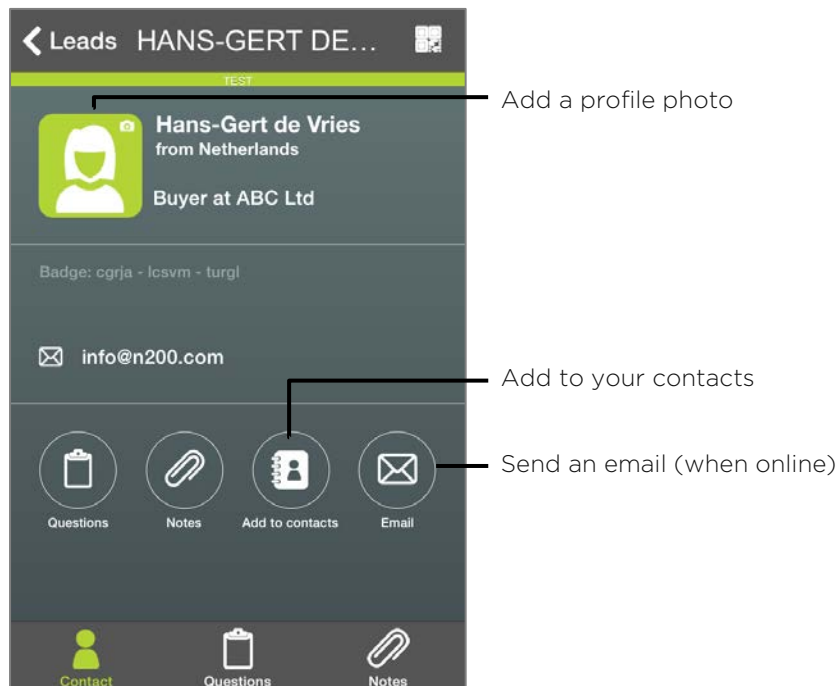 Leads HANS-GERT DE...
TEST
Add a profile photo
Hans-Gert de Vries
from Netherlands
Buyer at ABC Ltd
Badge: cgrja - lcsvm - turgl
info@n200.com
Add to your contacts
Send an email (when online)
Questions Notes Add to contacts Email
Contact Questions Notes